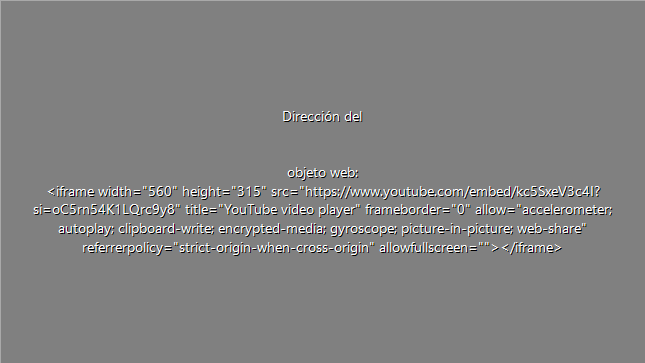 Dirección del
objeto web:
<iframe width="560" height="315" src="https://www.youtube.com/embed/kc5SxeV3c4I?
si=oC5rn54K1LQrc9y8" title="YouTube video player" frameborder="0" allow="accelerometer;
autoplay; clipboard-write; encrypted-media; gyroscope; picture-in-picture; web-share"
referrerpolicy="strict-origin-when-cross-origin" allowfullscreen=""></iframe>